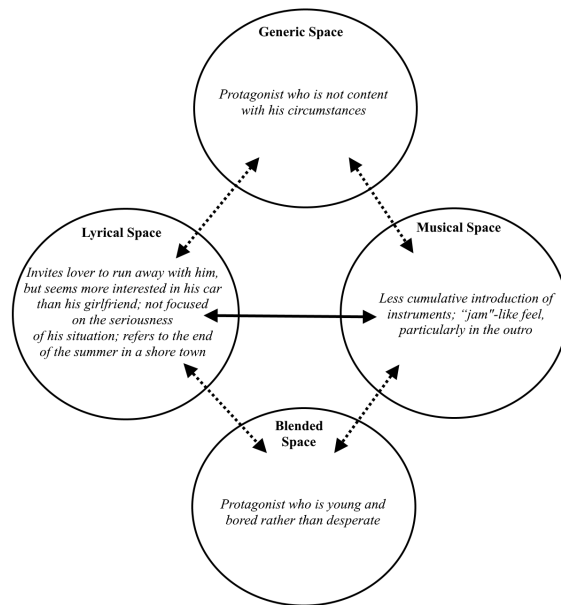 Generic Space
Protagonist who is not content
with his circumstances
Lyrical Space
Invites lover to run away with him,
but seems more interested in his car
than his girlfriend; not focused
on the seriousness
of his situation; refers to the end
of the summer in a shore town
Musical Space
Less cumulative introduction of
instruments; “jam"-like feel,
particularly in the outro
Blended
Space
Protagonist who is young and
bored rather than desperate